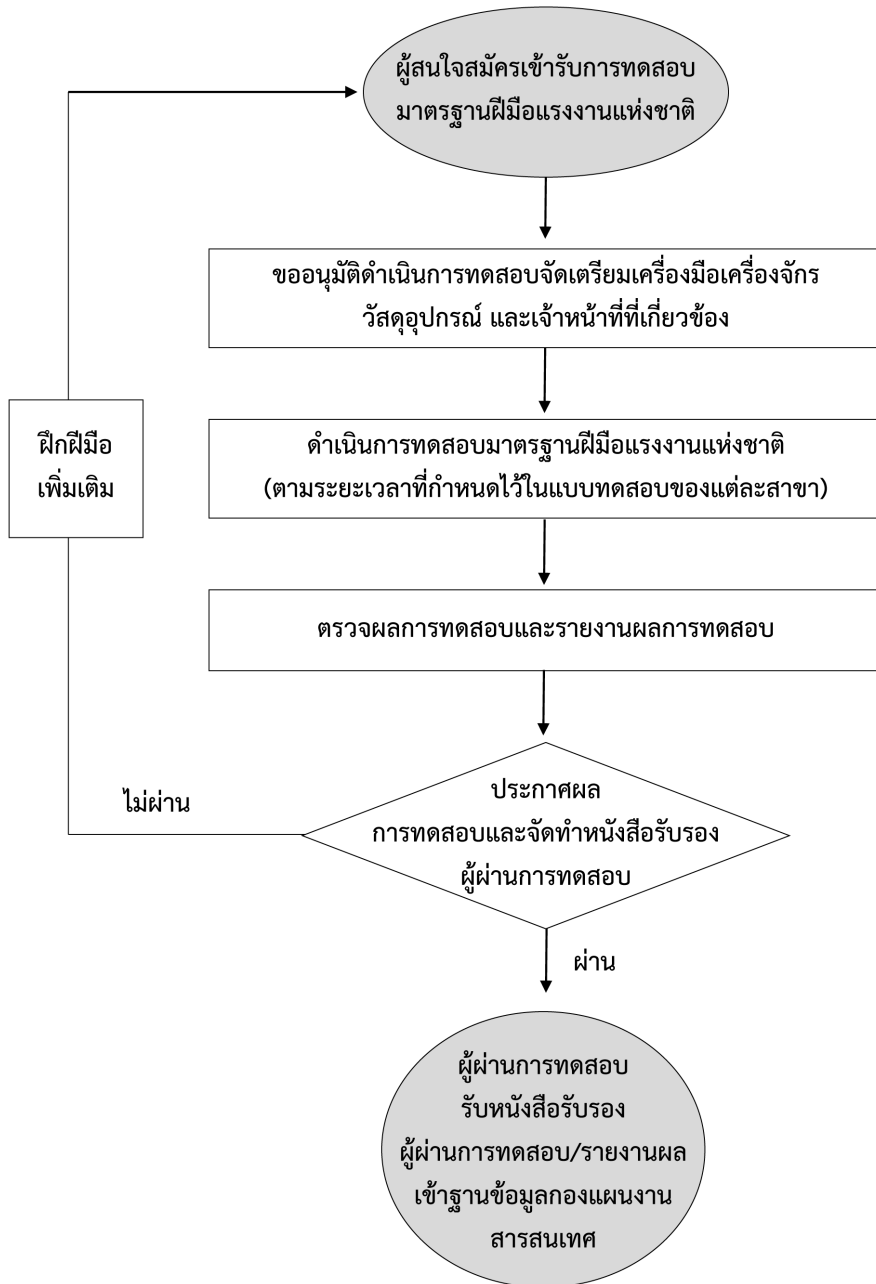 ผู้สนใจสมัครเข้ารับการทดสอบ
มาตรฐานฝีมือแรงงานแห่งชาติ
ขออนุมัติดำเนินการทดสอบจัดเตรียมเครื่องมือเครื่องจักร
วัสดุอุปกรณ์ และเจ้าหน้าที่ที่เกี่ยวข้อง
ฝึกฝีมือ
เพิ่มเติม
ดำเนินการทดสอบมาตรฐานฝีมือแรงงานแห่งชาติ
(ตามระยะเวลาที่กำหนดไว้ในแบบทดสอบของแต่ละสาขา)
ตรวจผลการทดสอบและรายงานผลการทดสอบ
ไม่ผ่าน
ประกาศผล
การทดสอบและจัดทำหนังสือรับรอง
ผู้ผ่านการทดสอบ
ผ่าน
ผู้ผ่านการทดสอบ
รับหนังสือรับรอง
ผู้ผ่านการทดสอบ/รายงานผล
เข้าฐานข้อมูลกองแผนงาน
สารสนเทศ